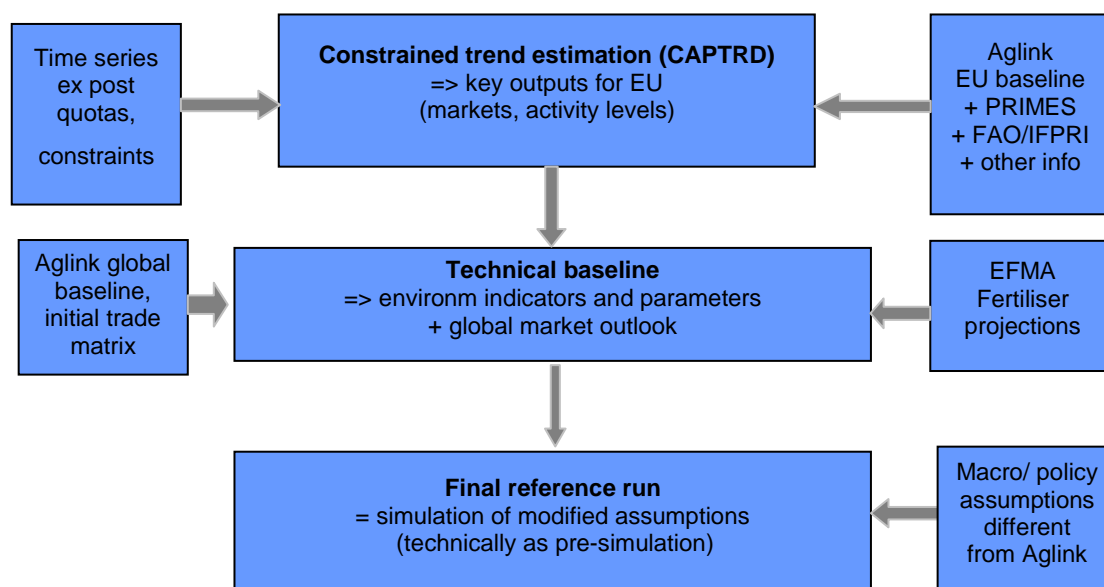 Time series
ex post
quotas,
constraints
Constrained trend estimation (CAPTRD)
=> key outputs for EU
(markets, activity levels)
Aglink
EU baseline
+ PRIMES
+ FAO/IFPRI
+ other info
Aglink global
baseline,
initial trade
matrix
Technical baseline
=> environm indicators and parameters
+ global market outlook
EFMA
Fertiliser
projections
Final reference run
= simulation of modified assumptions
(technically as pre-simulation)
Macro/ policy
assumptions
different
from Aglink